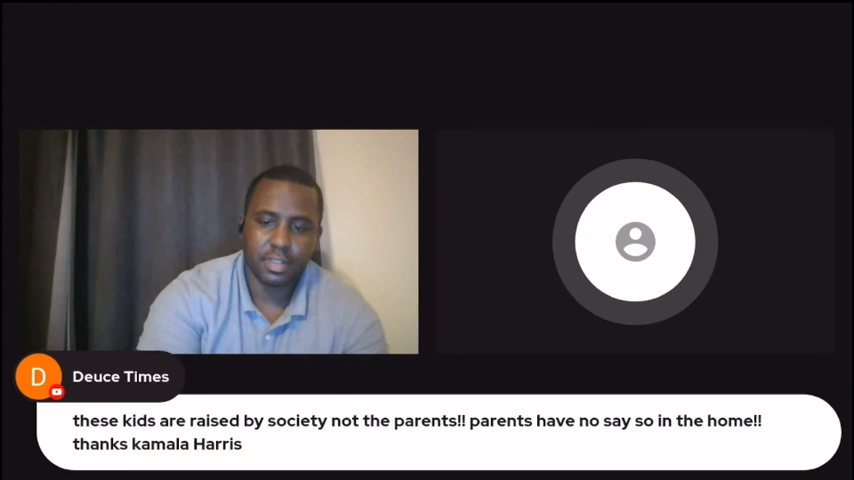 D
Deuce Times
these kids are raised by society not the parents!! parents have no say so in the home!!
thanks kamala Harris